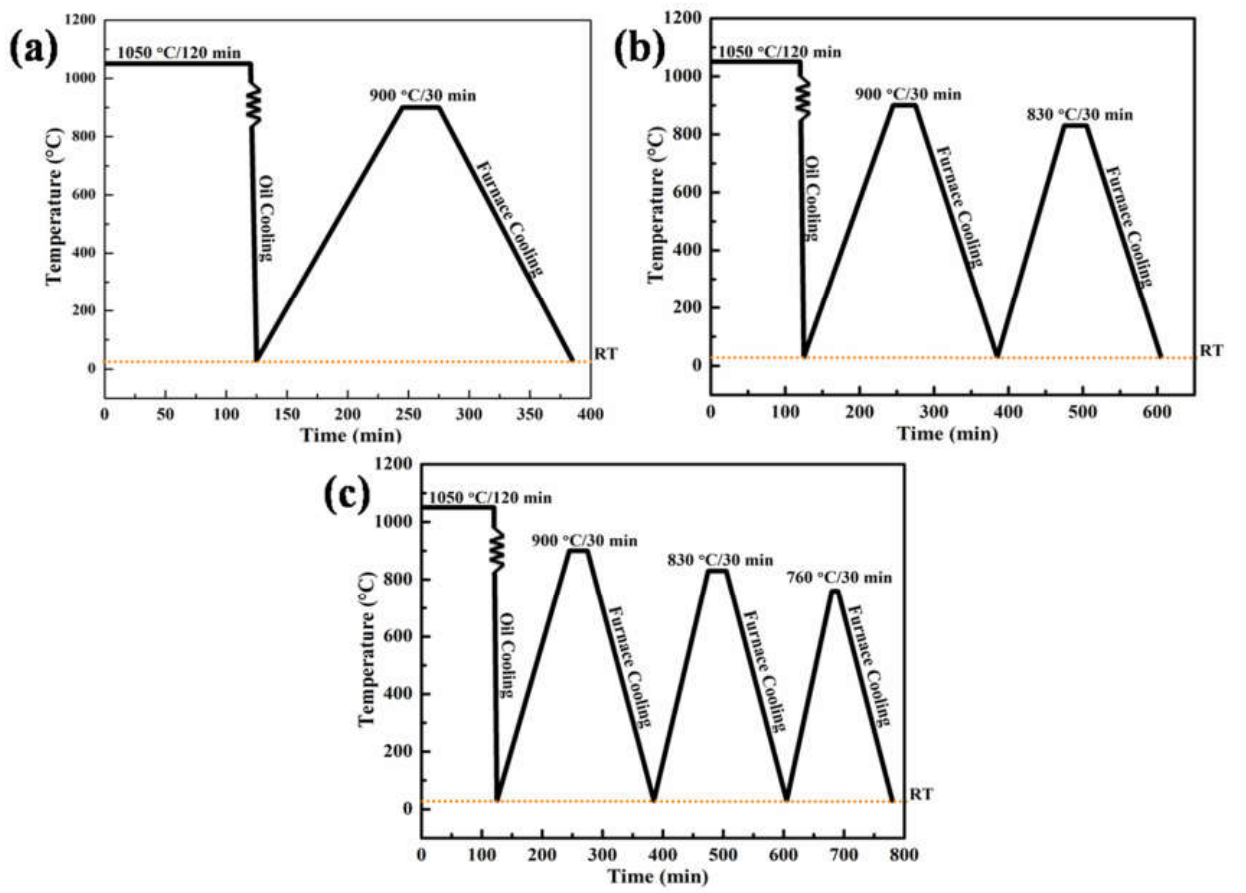 (a)
1050 °C/120 min
900 °C/30 min
Oil Cooling
Furnace Cooling
RT
Temperature (°C)
1200
1000
800
600
400
200
0
0 50 100 150 200 250 300 350 400
Time (min)
(b)
1050 °C/120 min
900 °C/30 min
830 °C/30 min
Oil Cooling
Furnace Cooling
Furnace Cooling
RT
Temperature (°C)
1200
1000
800
600
400
200
0
0 100 200 300 400 500 600
Time (min)
(c)
1050 °C/120 min
900 °C/30 min
830 °C/30 min
760 °C/30 min
Oil Cooling
Furnace Cooling
Furnace Cooling
Furnace Cooling
RT
Temperature (°C)
1200
1000
800
600
400
200
0
0 100 200 300 400 500 600 700 800
Time (min)